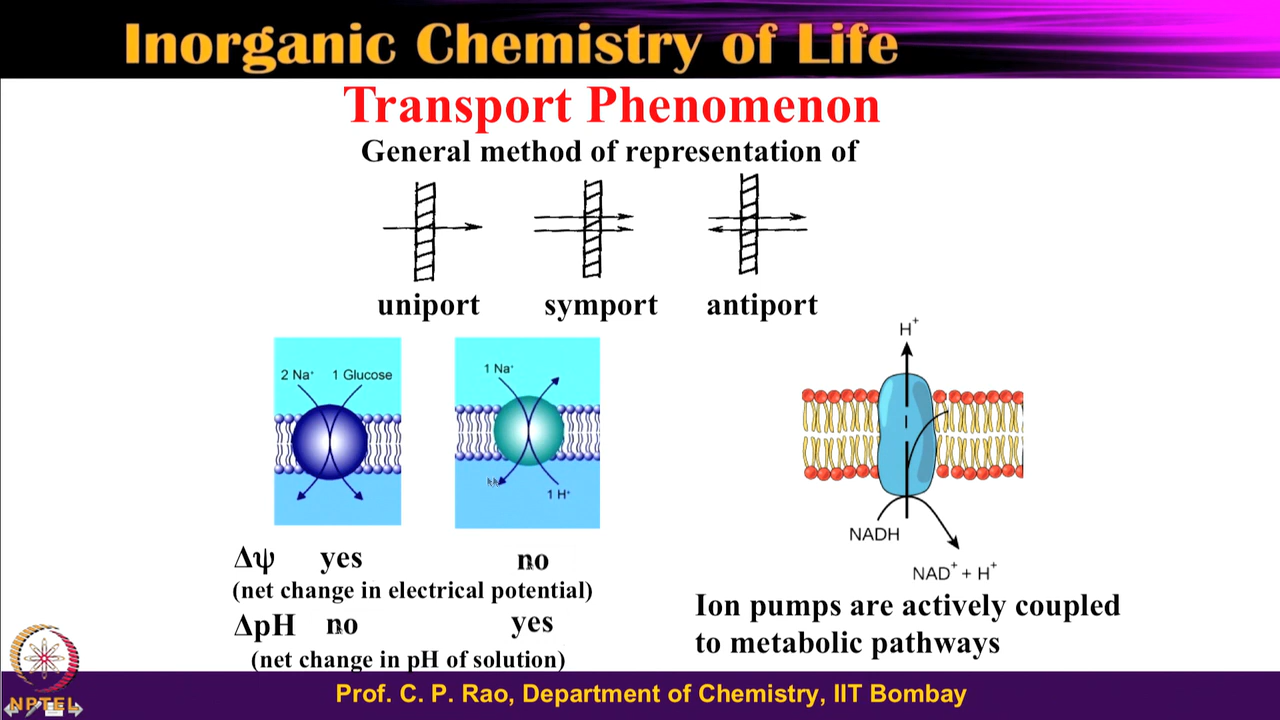 Inorganic Chemistry of Life
Transport Phenomenon
General method of representation of
uniport symport antiport
2 Na⁺ 1 Glucose
1 Na⁺
1 H⁺
H⁺
NADH
NAD⁺ + H⁺
Δψ yes no
(net change in electrical potential)
ΔpH no yes
(net change in pH of solution)
Ion pumps are actively coupled
to metabolic pathways
NPTEL
Prof. C. P. Rao, Department of Chemistry, IIT Bombay